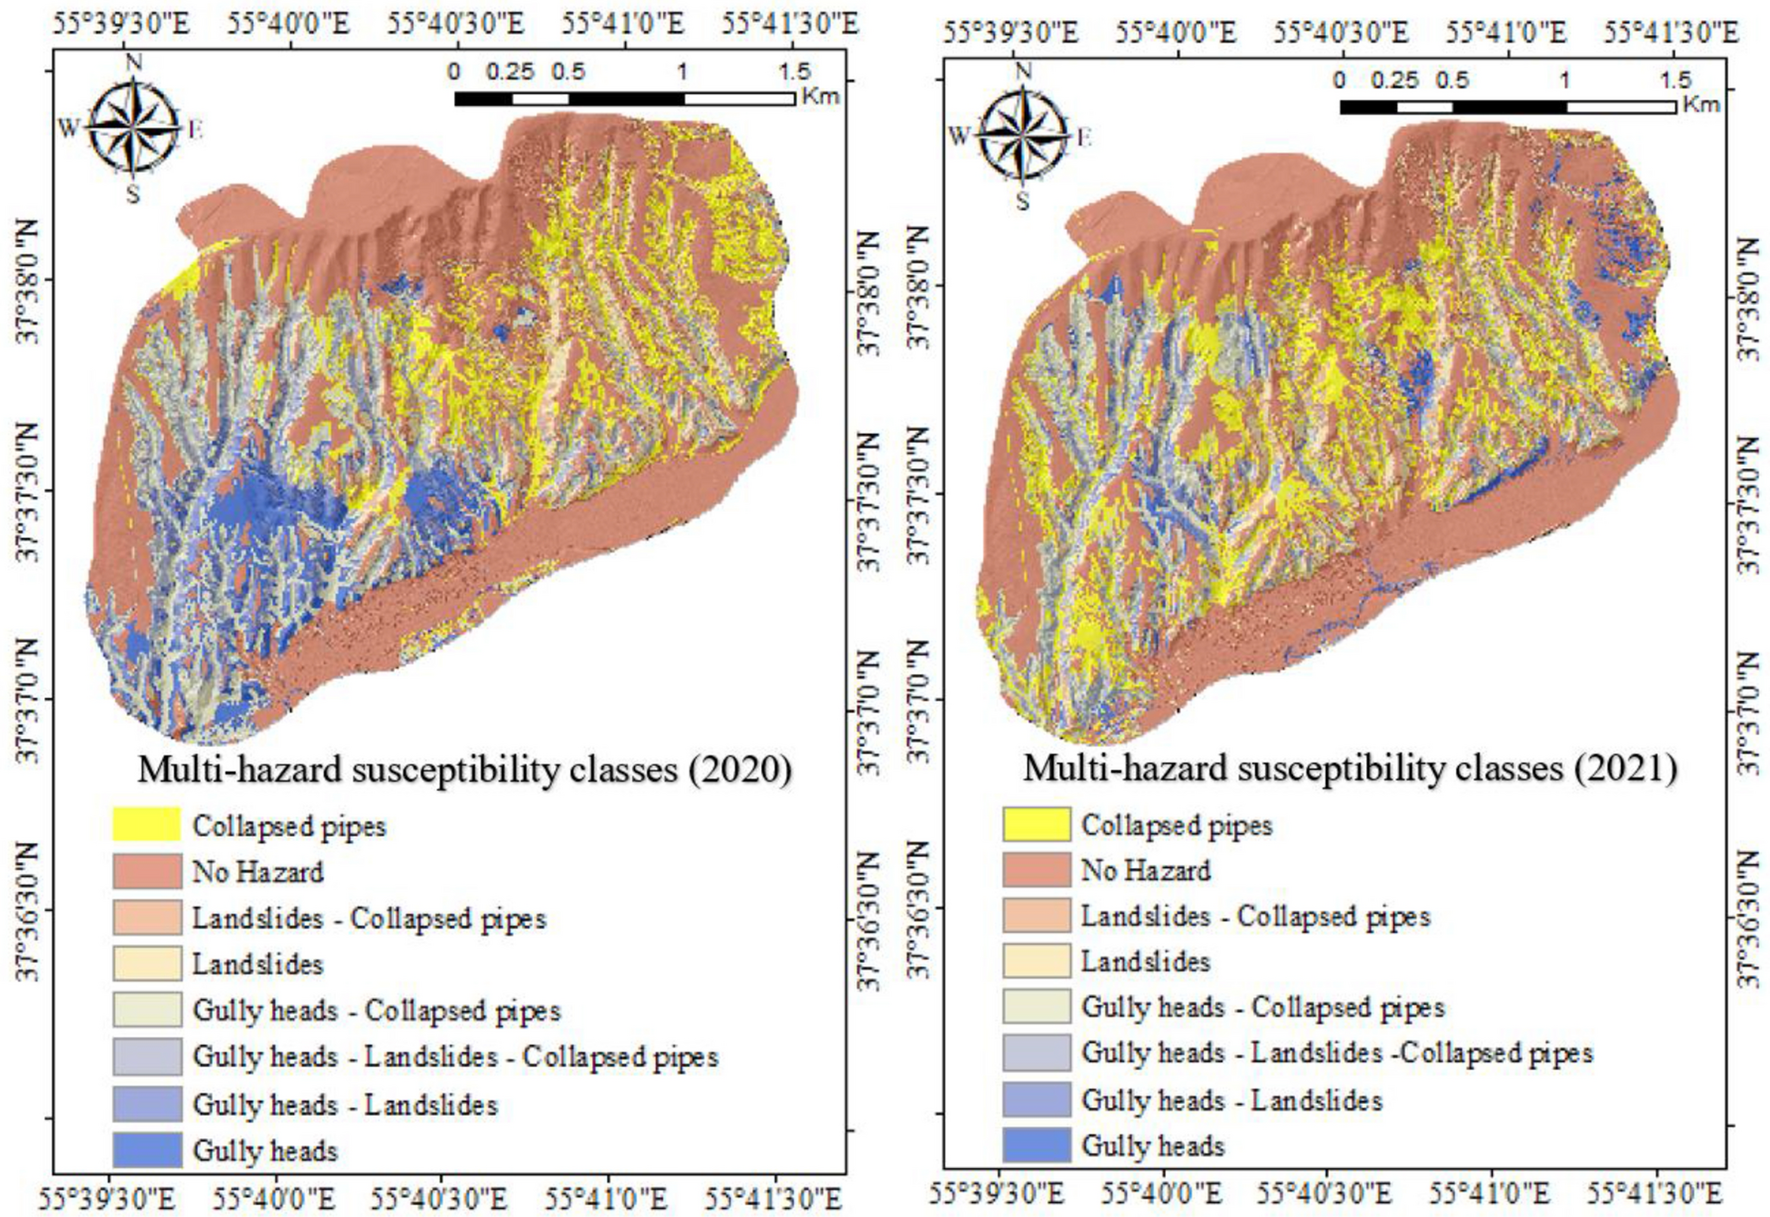 55°39'30"E 55°40'0"E 55°40'30"E 55°41'0"E 55°41'30"E
N
W E
S
0 0.25 0.5 1 1.5
Km
37°38'0"N
37°37'30"N
37°37'0"N
37°36'30"N
37°38'0"N
37°37'30"N
37°37'0"N
37°36'30"N
Multi-hazard susceptibility classes (2020)
Collapsed pipes
No Hazard
Landslides - Collapsed pipes
Landslides
Gully heads - Collapsed pipes
Gully heads - Landslides - Collapsed pipes
Gully heads - Landslides
Gully heads
55°39'30"E 55°40'0"E 55°40'30"E 55°41'0"E 55°41'30"E
55°39'30"E 55°40'0"E 55°40'30"E 55°41'0"E 55°41'30"E
N
W E
S
0 0.25 0.5 1 1.5
Km
37°38'0"N
37°37'30"N
37°37'0"N
37°36'30"N
37°38'0"N
37°37'30"N
37°37'0"N
37°36'30"N
Multi-hazard susceptibility classes (2021)
Collapsed pipes
No Hazard
Landslides - Collapsed pipes
Landslides
Gully heads - Collapsed pipes
Gully heads - Landslides -Collapsed pipes
Gully heads - Landslides
Gully heads
55°39'30"E 55°40'0"E 55°40'30"E 55°41'0"E 55°41'30"E